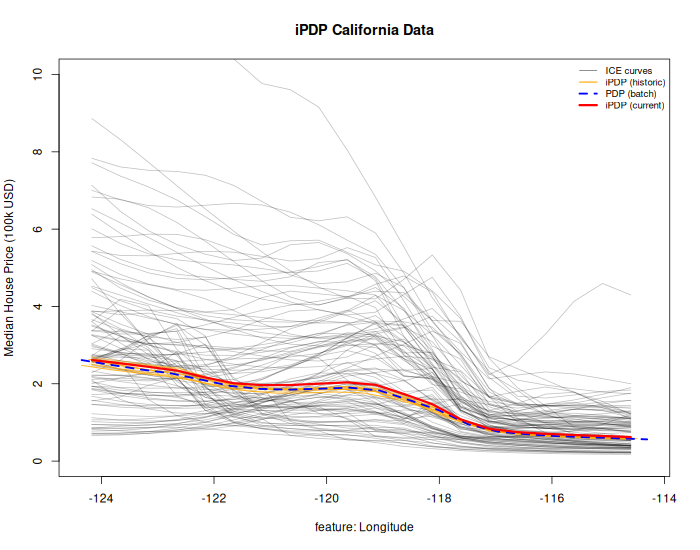 iPDP California Data
ICE curves
iPDP (historic)
PDP (batch)
iPDP (current)
Median House Price (100k USD)
10
8
6
4
2
0
-124
-122
-120
-118
-116
-114
feature: Longitude